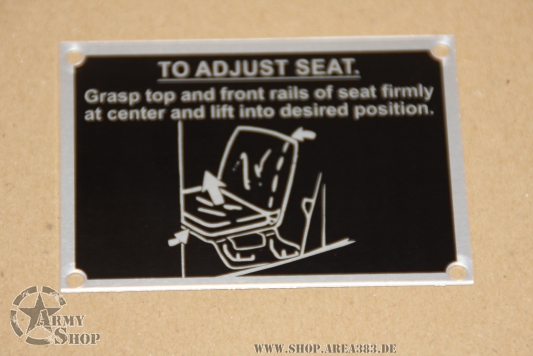 TO ADJUST SEAT.
Grasp top and front rails of seat firmly
at center and lift into desired position.
ARMY
SHOP
WWW.SHOP.AREA383.DE